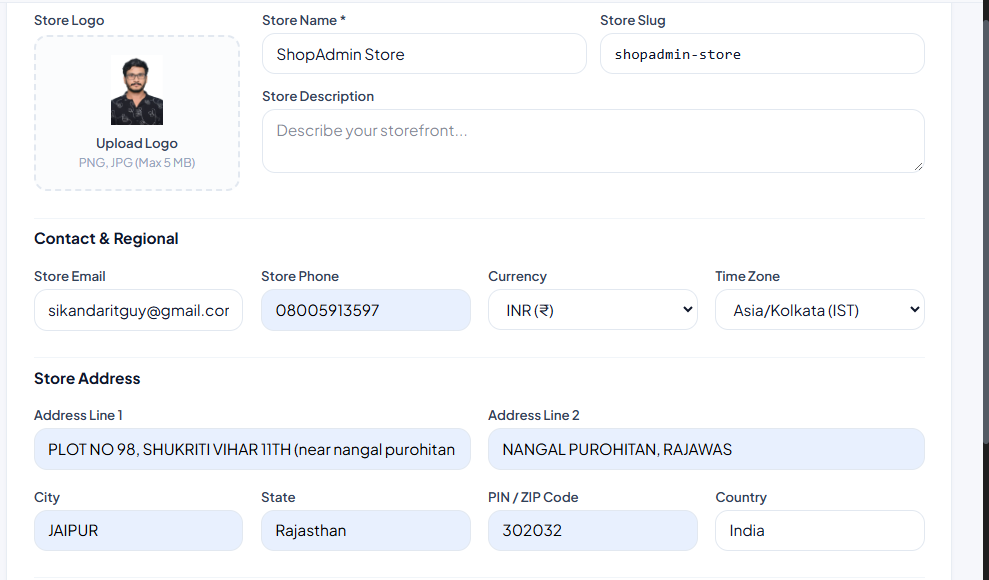 Store Logo
Store Name *
Store Slug
ShopAdmin Store
shopadmin-store
Store Description
Describe your storefront...
Upload Logo
PNG, JPG (Max 5 MB)
Contact & Regional
Store Email
Store Phone
Currency
Time Zone
sikandaritguy@gmail.cor
08005913597
INR (₹)
Asia/Kolkata (IST)
Store Address
Address Line 1
Address Line 2
PLOT NO 98, SHUKRITI VIHAR 11TH (near nangal purohitan
NANGAL PUROHITAN, RAJAWAS
City
State
PIN / ZIP Code
Country
JAIPUR
Rajasthan
302032
India